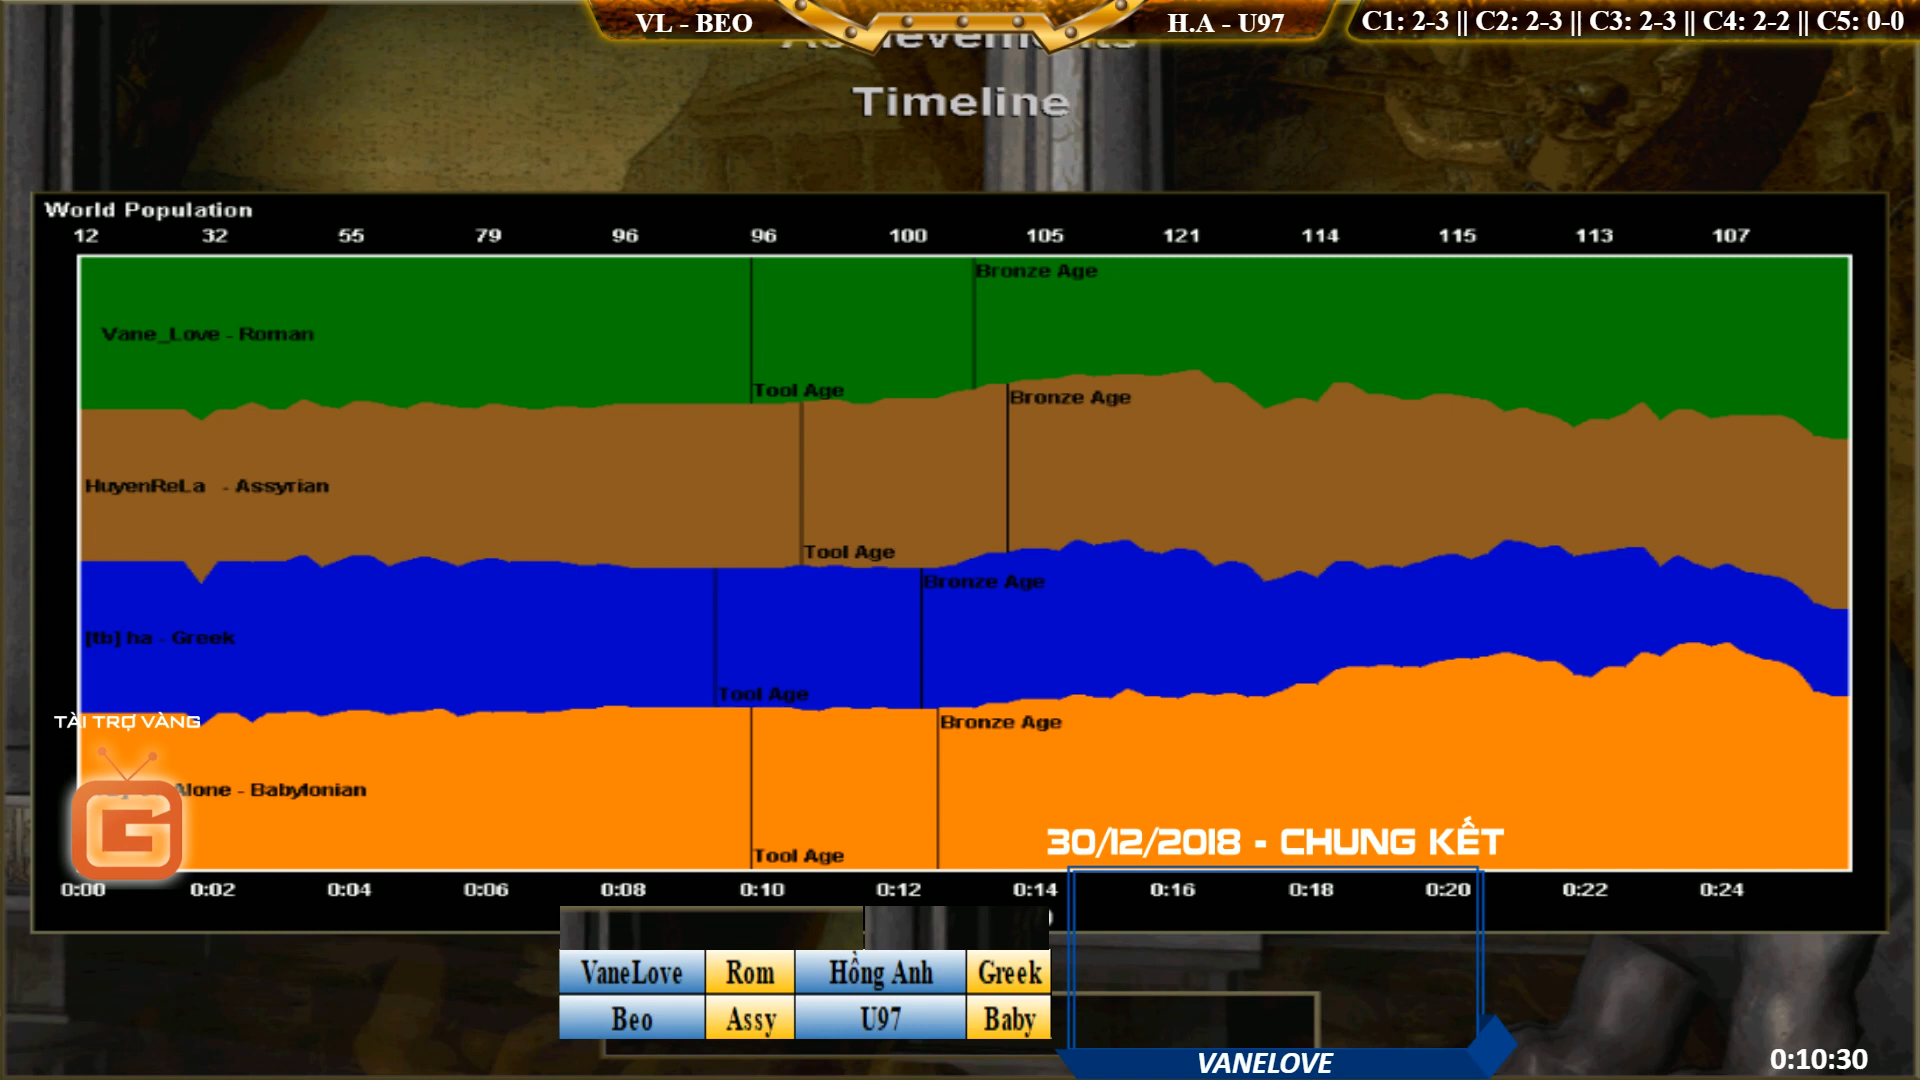 VL - BEO
H.A - U97
C1: 2-3 || C2: 2-3 || C3: 2-3 || C4: 2-2 || C5: 0-0
Achievements
Timeline
World Population
12 32 55 79 96 96 100 105 121 114 115 113 107
Bronze Age
Vane_Love - Roman
Tool Age
Bronze Age
HuyenReLa - Assyrian
Tool Age
Bronze Age
[tb] ha - Greek
Tool Age
TÀI TRỢ VÀNG
Bronze Age
Alone - Babylonian
G
Tool Age
30/12/2018 - CHUNG KẾT
0:00 0:02 0:04 0:06 0:08 0:10 0:12 0:14 0:16 0:18 0:20 0:22 0:24
VaneLove Rom Hồng Anh Greek
Beo Assy U97 Baby
VANELOVE
0:10:30